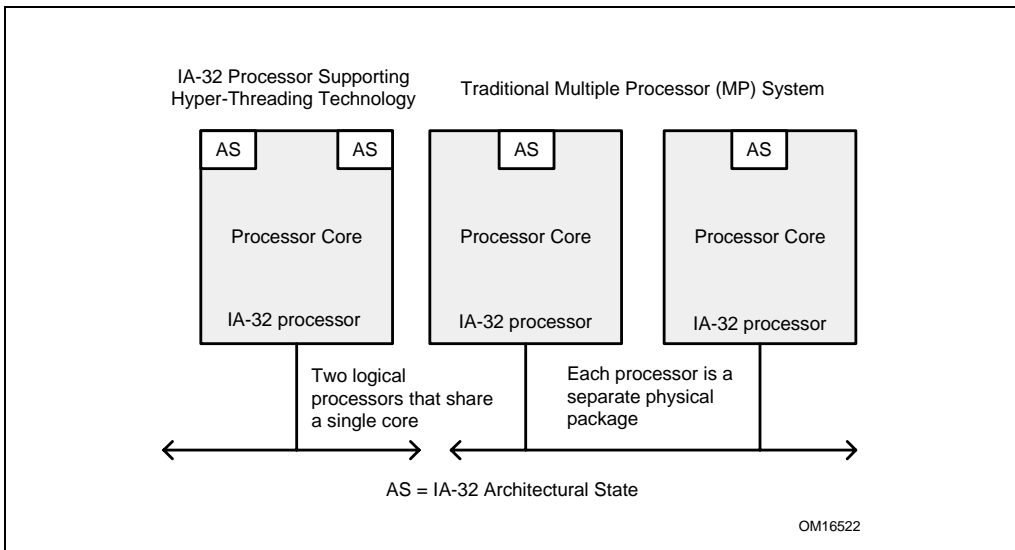 IA-32 Processor Supporting
Hyper-Threading Technology
Traditional Multiple Processor (MP) System
AS
AS
AS
AS
Processor Core
Processor Core
Processor Core
IA-32 processor
IA-32 processor
IA-32 processor
Two logical
processors that share
a single core
Each processor is a
separate physical
package
AS = IA-32 Architectural State
OM16522